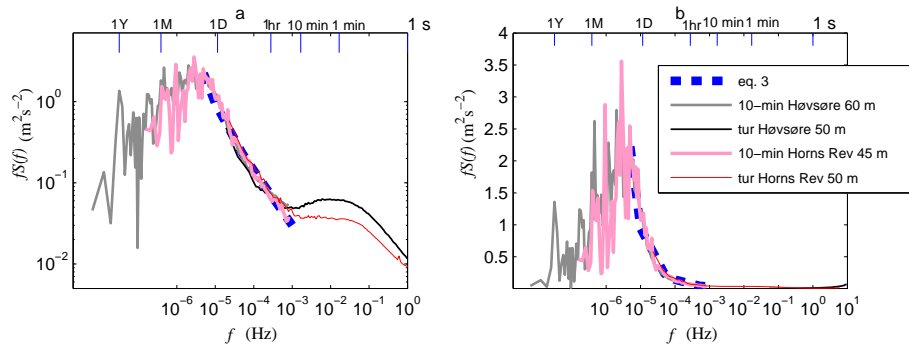 a
1Y 1M 1D 1hr 10 min 1 min 1 s
fS(f) (m²s⁻²)
10⁰
10⁻¹
10⁻²
10⁻⁶ 10⁻⁵ 10⁻⁴ 10⁻³ 10⁻² 10⁻¹ 10⁰
f (Hz)
b
1Y 1M 1D 1hr 10 min 1 min 1 s
fS(f) (m²s⁻²)
4
3.5
3
2.5
2
1.5
1
0.5
10⁻⁶ 10⁻⁵ 10⁻⁴ 10⁻³ 10⁻² 10⁻¹ 10⁰ 10¹
f (Hz)
eq. 3
10−min Høvsøre 60 m
tur Høvsøre 50 m
10−min Horns Rev 45 m
tur Horns Rev 50 m